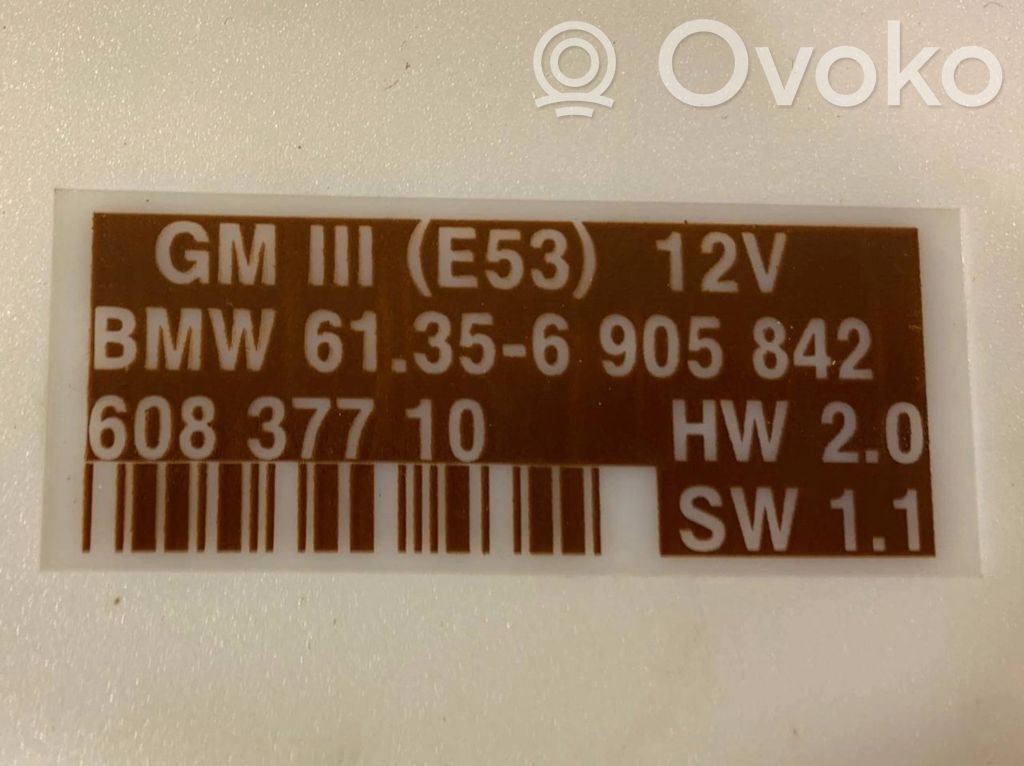 Ovoko
GM III (E53) 12V
BMW 61.35-6 905 842
608 377 10 HW 2.0
SW 1.1